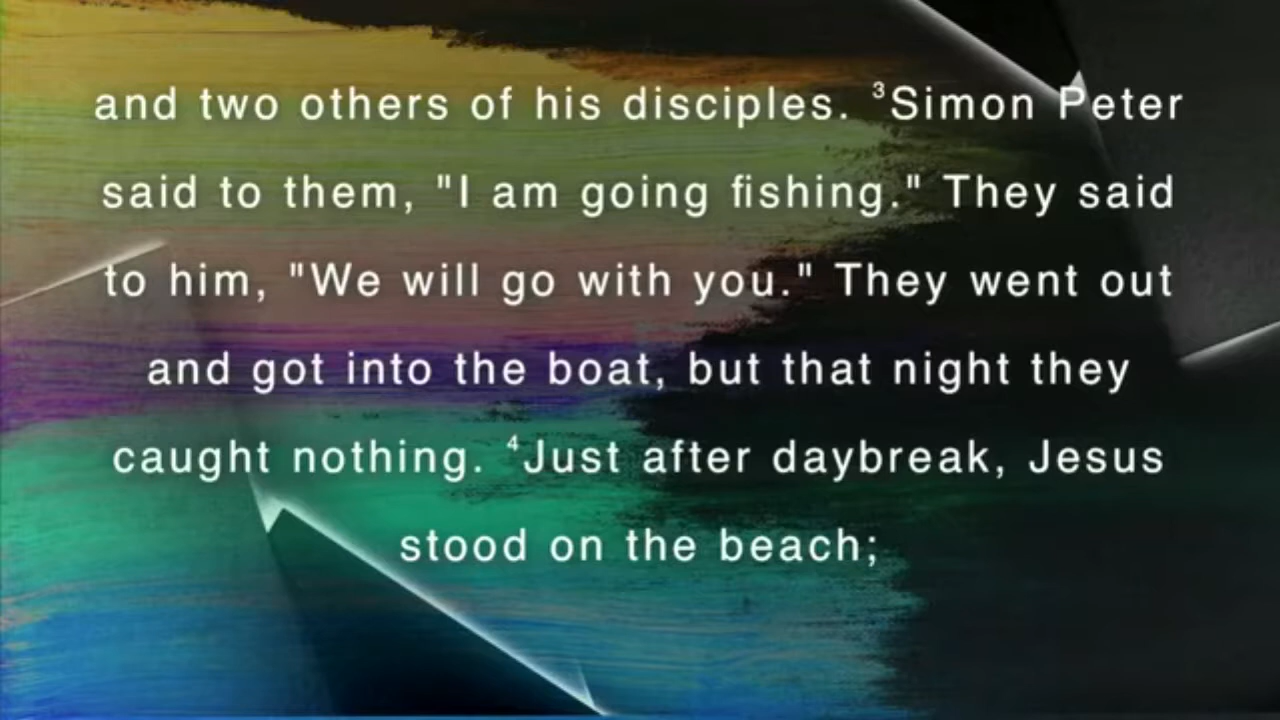 and two others of his disciples. ³Simon Peter
said to them, "I am going fishing." They said
to him, "We will go with you." They went out
and got into the boat, but that night they
caught nothing. ⁴Just after daybreak, Jesus
stood on the beach;